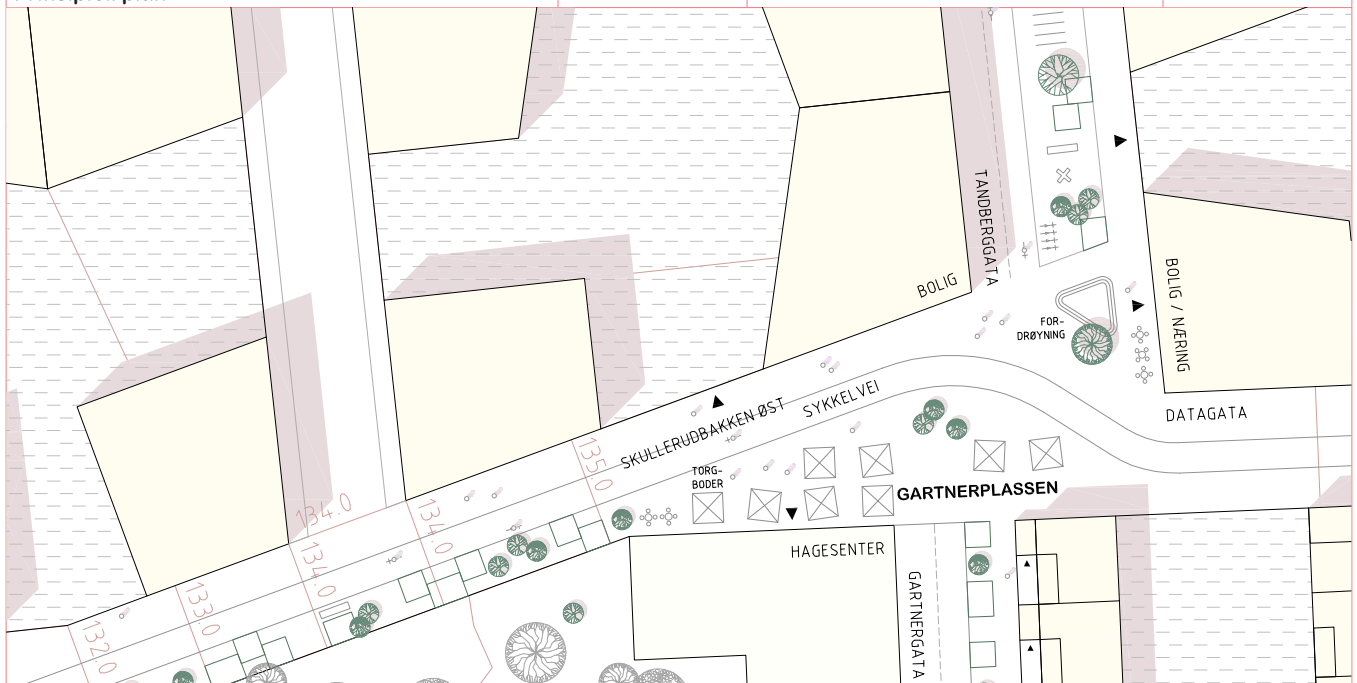 TANDBERGGATA
BOLIG
BOLIG / NÆRING
FOR-
DRØYNING
SYKKELVEI
SKULLERUDBAKKEN ØST
DATAGATA
135.0
TORG-
BODER
GARTNERPLASSEN
134.0
134.0
134.0
HAGESENTER
GARTNERGATA
133.0
132.0